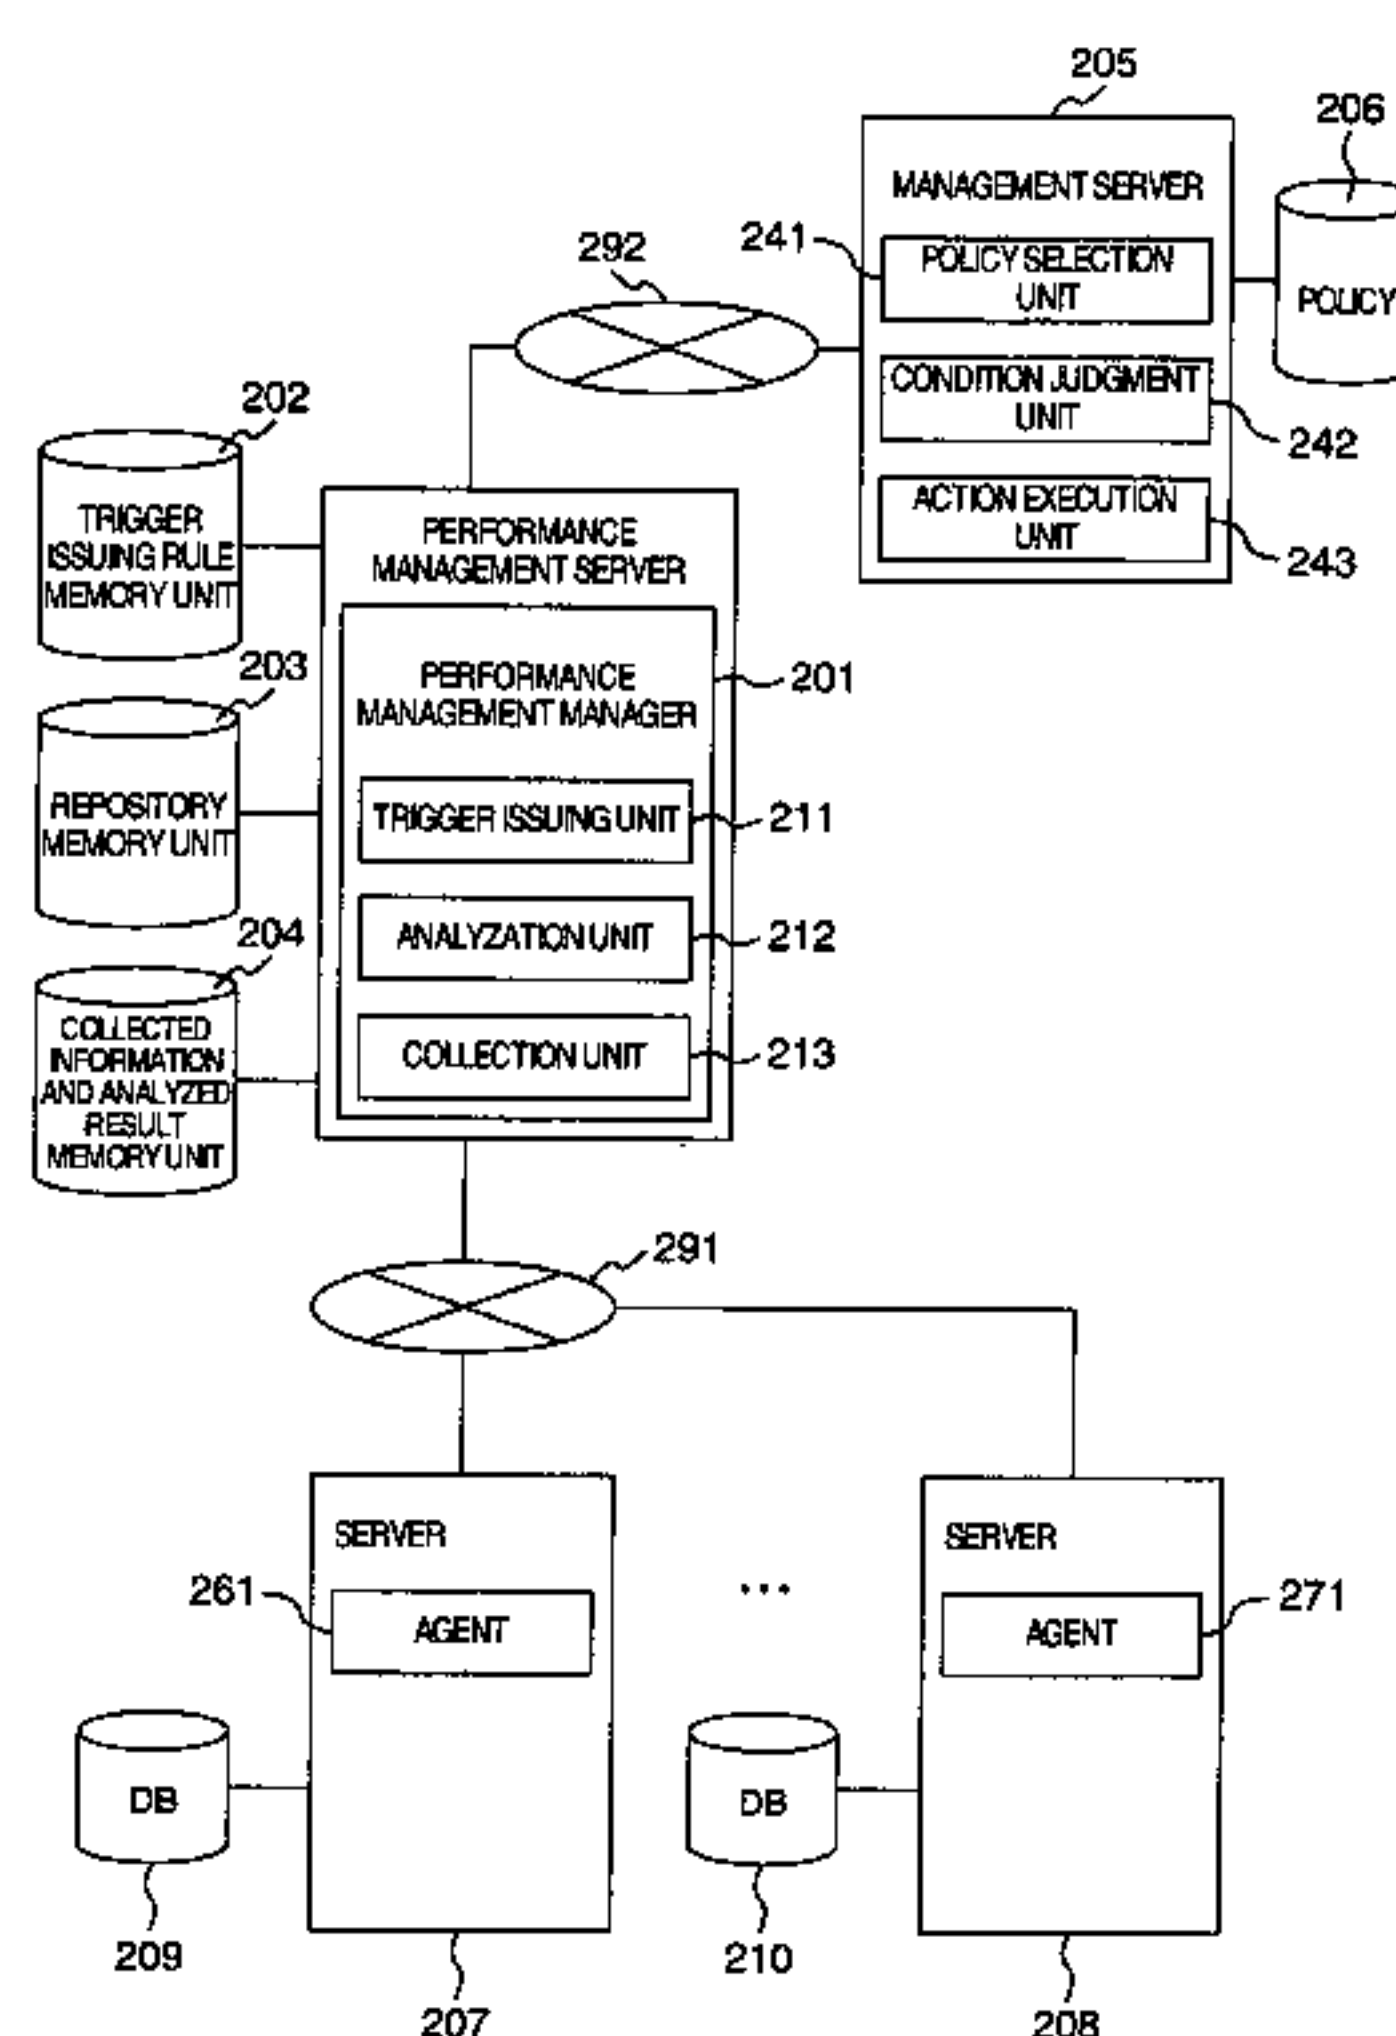 205
206
MANAGEMENT SERVER
241
POLICY SELECTION
UNIT
POLICY
292
CONDITION JUDGMENT
UNIT
242
ACTION EXECUTION
UNIT
243
202
TRIGGER
ISSUING RULE
MEMORY UNIT
PERFORMANCE
MANAGEMENT SERVER
203
REPOSITORY
MEMORY UNIT
PERFORMANCE
MANAGEMENT MANAGER
201
TRIGGER ISSUING UNIT
211
204
COLLECTED
INFORMATION
AND ANALYZED
RESULT
MEMORY UNIT
ANALYZATION UNIT
212
COLLECTION UNIT
213
291
SERVER
261
AGENT
...
SERVER
AGENT
271
DB
209
207
DB
210
208